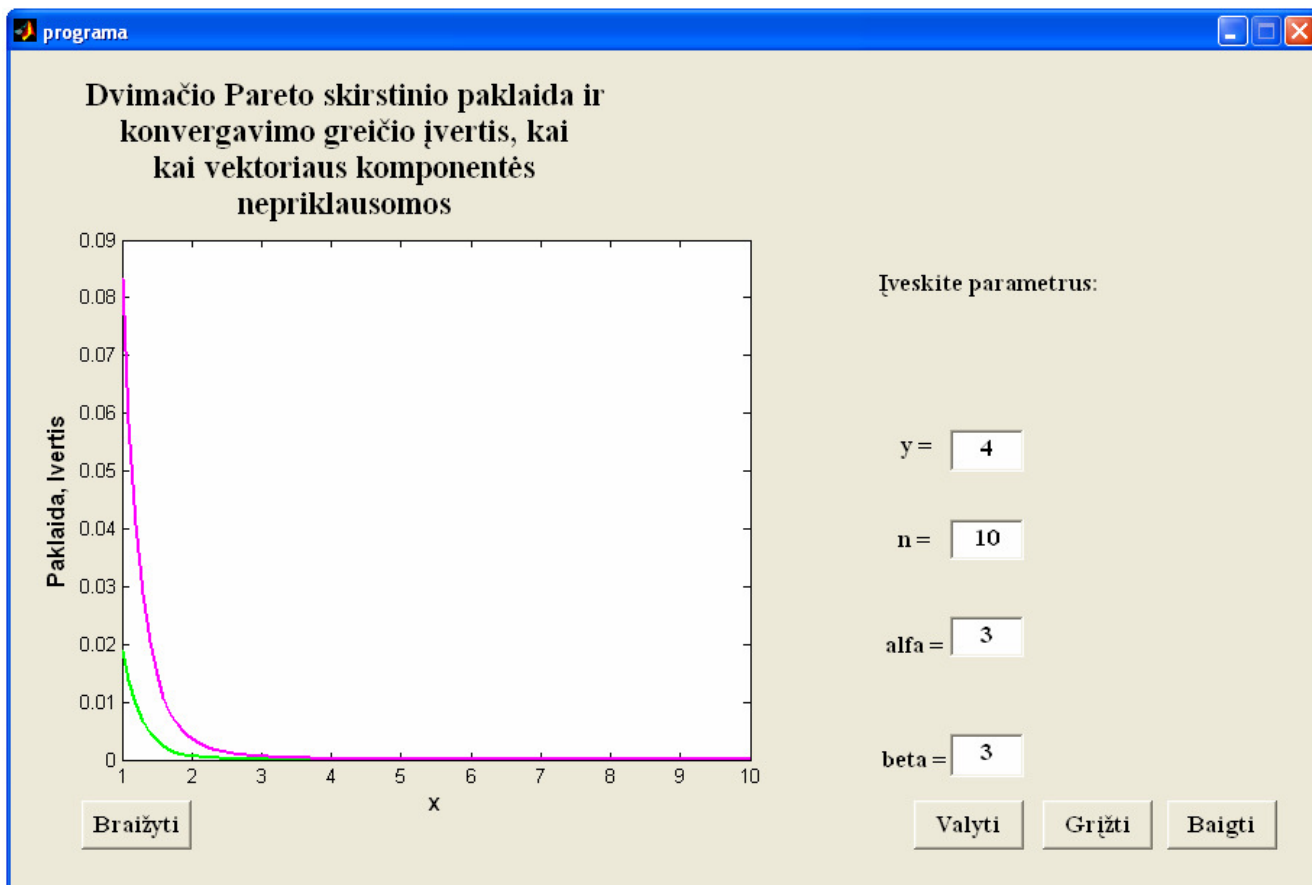 programa
Dvimačio Pareto skirstinio paklaida ir
konvergavimo greičio įvertis, kai
kai vektoriaus komponentės
nepriklausomos
0.09
0.08
0.07
0.06
0.05
0.04
0.03
0.02
0.01
0
Paklaida, Ivertis
1 2 3 4 5 6 7 8 9 10
x
Įveskite parametrus:
y = 4
n = 10
alfa = 3
beta = 3
Braižyti Valyti Grįžti Baigti